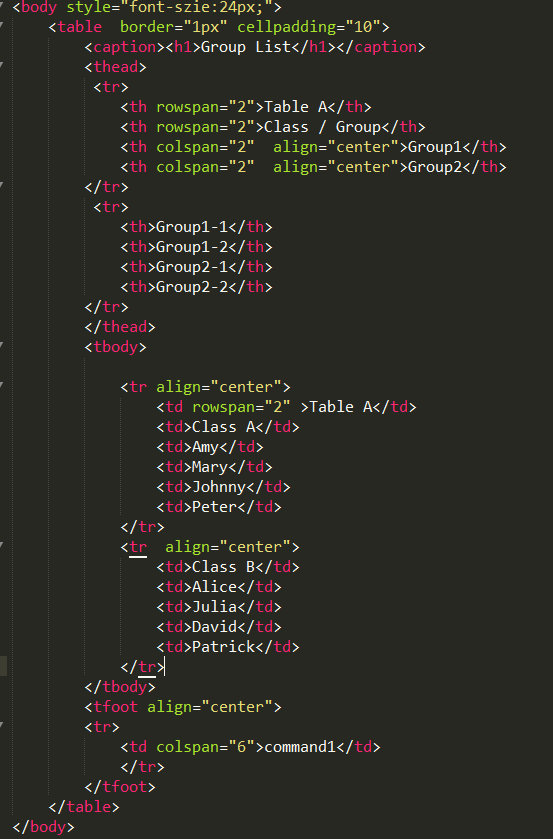 <body style="font-szie:24px;">
<table  border="1px" cellpadding="10">
<caption><h1>Group List</h1></caption>
<thead>
<tr>
<th rowspan="2">Table A</th>
<th rowspan="2">Class / Group</th>
<th colspan="2"  align="center">Group1</th>
<th colspan="2"  align="center">Group2</th>
</tr>
<tr>
<th>Group1-1</th>
<th>Group1-2</th>
<th>Group2-1</th>
<th>Group2-2</th>
</tr>
</thead>
<tbody>
<tr align="center">
<td rowspan="2" >Table A</td>
<td>Class A</td>
<td>Amy</td>
<td>Mary</td>
<td>Johnny</td>
<td>Peter</td>
</tr>
<tr  align="center">
<td>Class B</td>
<td>Alice</td>
<td>Julia</td>
<td>David</td>
<td>Patrick</td>
</tr>
</tbody>
<tfoot align="center">
<tr>
<td colspan="6">command1</td>
</tr>
</tfoot>
</table>
</body>